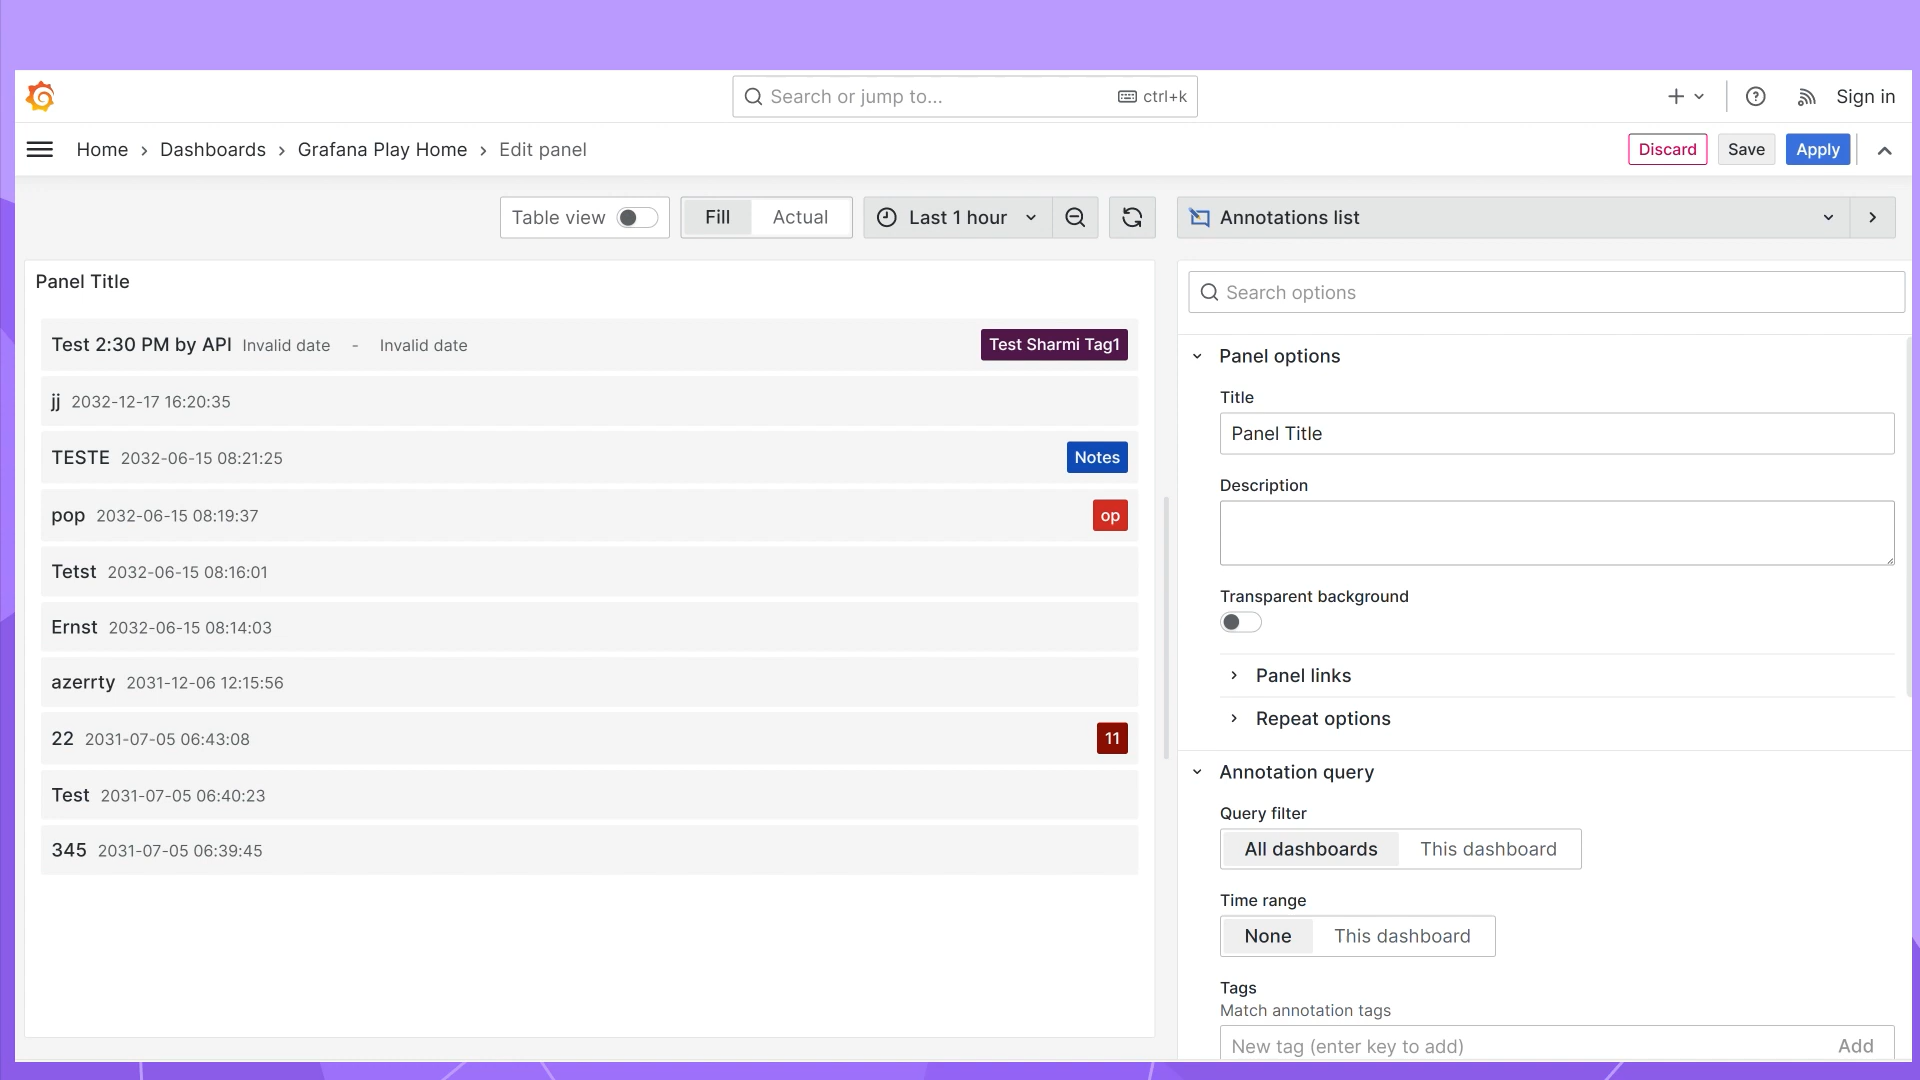 Search or jump to...
ctrl+k
Sign in
Home
Dashboards
Grafana Play Home
Edit panel
Discard
Save
Apply
Table view
Fill
Actual
Last 1 hour
Annotations list
Panel Title
Test 2:30 PM by API Invalid date - Invalid date
Test Sharmi Tag1
jj 2032-12-17 16:20:35
TESTE 2032-06-15 08:21:25
Notes
pop 2032-06-15 08:19:37
op
Tetst 2032-06-15 08:16:01
Ernst 2032-06-15 08:14:03
azerrty 2031-12-06 12:15:56
22 2031-07-05 06:43:08
11
Test 2031-07-05 06:40:23
345 2031-07-05 06:39:45
Search options
Panel options
Title
Panel Title
Description
Transparent background
Panel links
Repeat options
Annotation query
Query filter
All dashboards
This dashboard
Time range
None
This dashboard
Tags
Match annotation tags
New tag (enter key to add)
Add